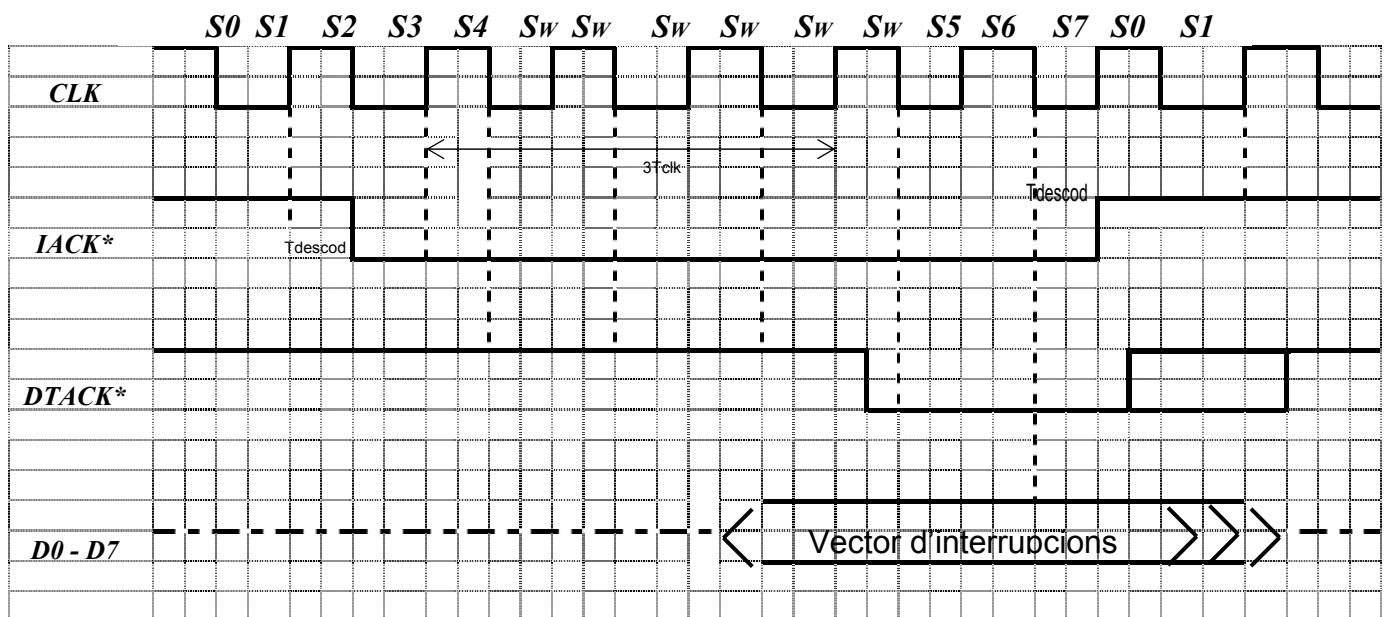 S0 S1 S2 S3 S4 Sw Sw Sw Sw Sw Sw S5 S6 S7 S0 S1
CLK
3Tclk
Tdescod
IACK*
Tdescod
DTACK*
Vector d'interrupcions
D0 - D7